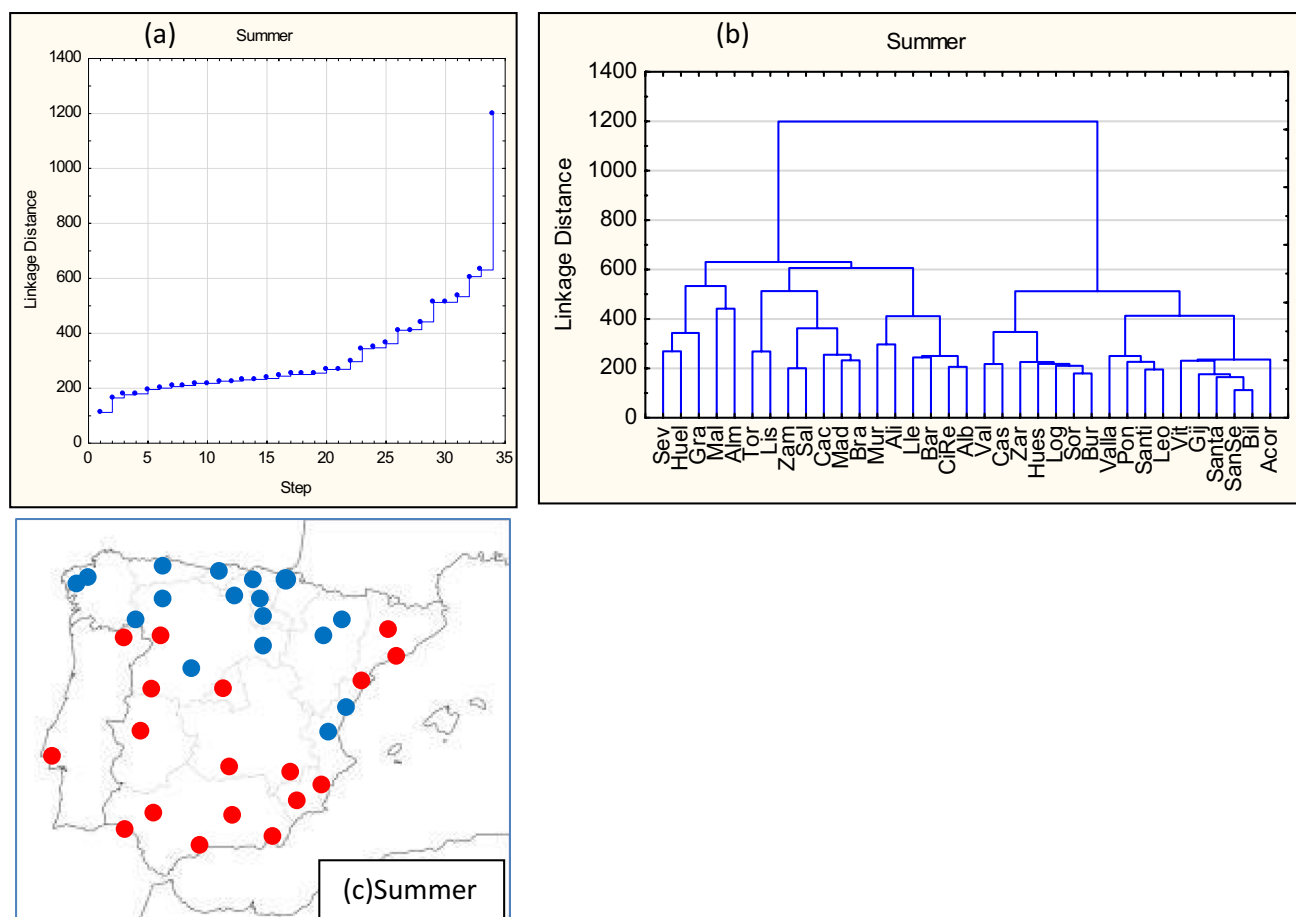 (a)
Summer
1400
1200
1000
800
600
400
200
0
Linkage Distance
0 5 10 15 20 25 30 35
Step
(b)
Summer
1400
1200
1000
800
600
400
200
0
Linkage Distance
Sev Huel Gra Mal Alm Tor Lis Zam Sal Cac Mad Bra Mur Ali Lle Bar CiRe Alb Val Cas Zar Hues Log Sor Bur Valla Pon Santi Leo Vit Gij Santa SanSe Bil Acor
(c)Summer